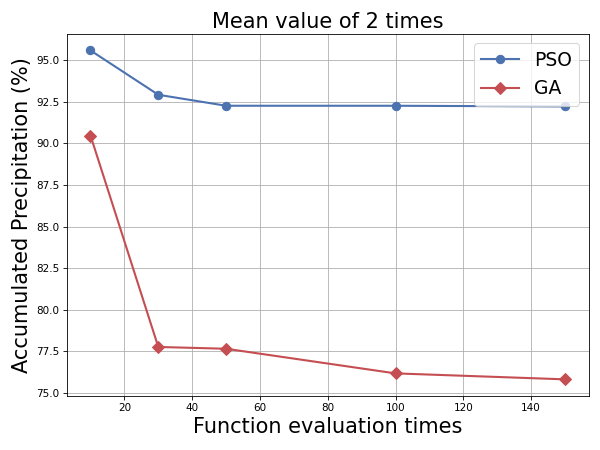 Mean value of 2 times
PSO
GA
Accumulated Precipitation (%)
95.0
92.5
90.0
87.5
85.0
82.5
80.0
77.5
75.0
20 40 60 80 100 120 140
Function evaluation times